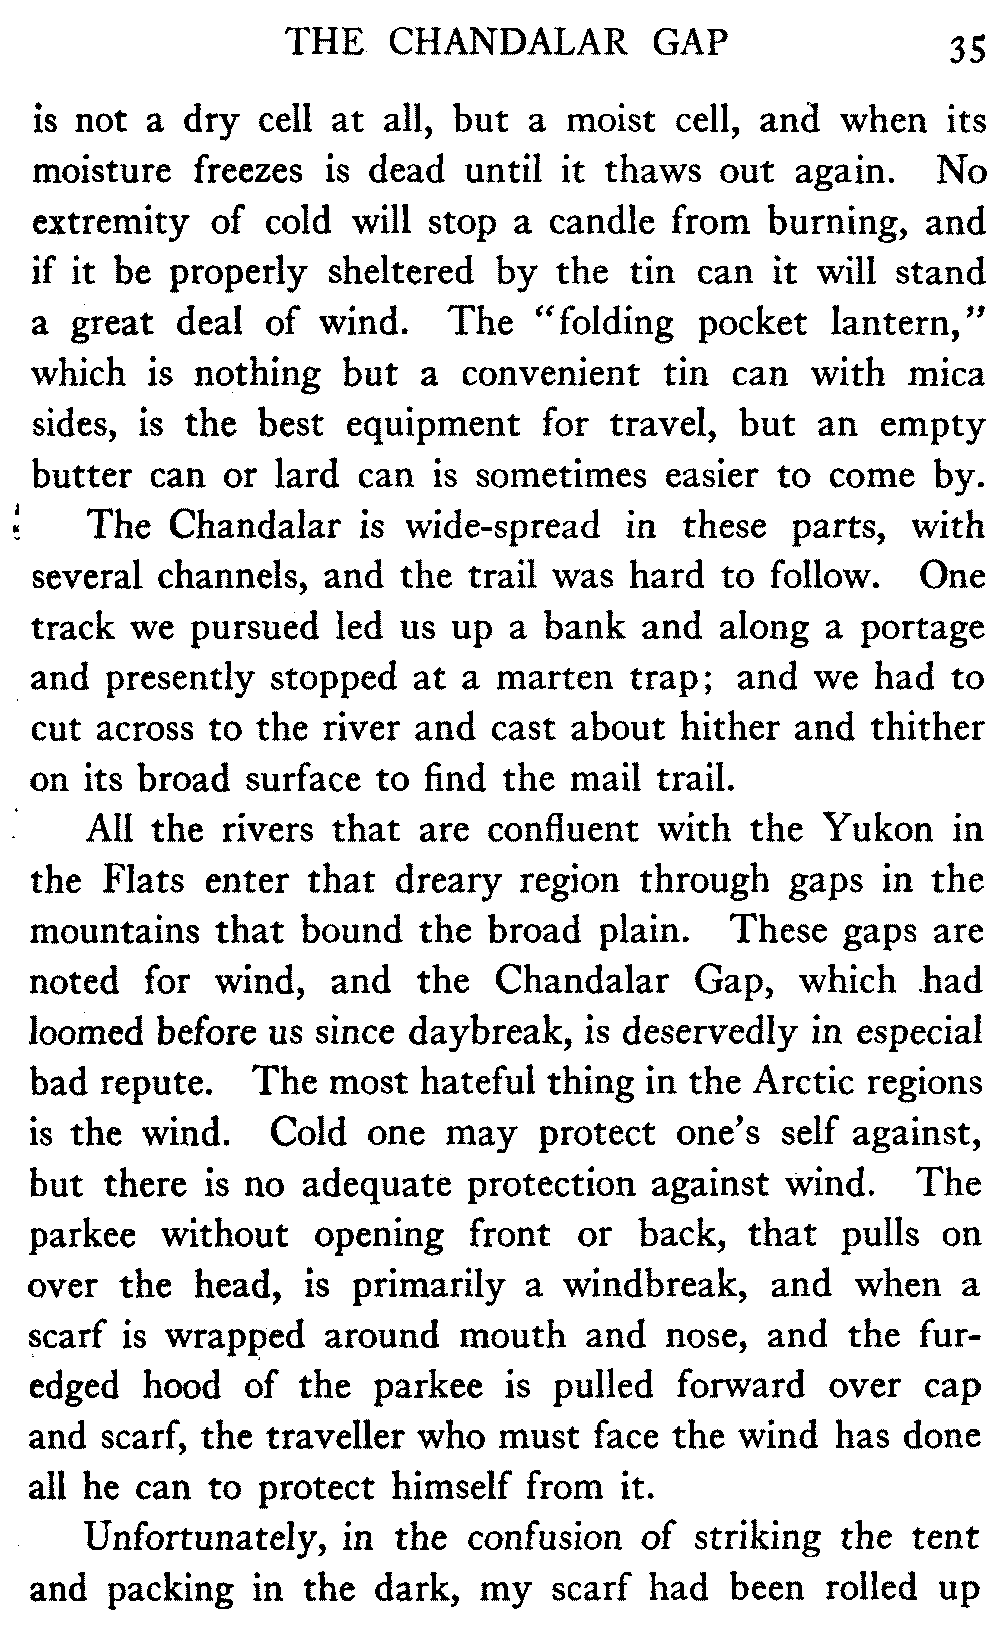 THE CHANDALAR GAP 35
is not a dry cell at all, but a moist cell, and when its
moisture freezes is dead until it thaws out again. No
extremity of cold will stop a candle from burning, and
if it be properly sheltered by the tin can it will stand
a great deal of wind. The “folding pocket lantern,”
which is nothing but a convenient tin can with mica
sides, is the best equipment for travel, but an empty
butter can or lard can is sometimes easier to come by.
The Chandalar is wide-spread in these parts, with
several channels, and the trail was hard to follow. One
track we pursued led us up a bank and along a portage
and presently stopped at a marten trap; and we had to
cut across to the river and cast about hither and thither
on its broad surface to find the mail trail.
All the rivers that are confluent with the Yukon in
the Flats enter that dreary region through gaps in the
mountains that bound the broad plain. These gaps are
noted for wind, and the Chandalar Gap, which had
loomed before us since daybreak, is deservedly in especial
bad repute. The most hateful thing in the Arctic regions
is the wind. Cold one may protect one’s self against,
but there is no adequate protection against wind. The
parkee without opening front or back, that pulls on
over the head, is primarily a windbreak, and when a
scarf is wrapped around mouth and nose, and the fur-
edged hood of the parkee is pulled forward over cap
and scarf, the traveller who must face the wind has done
all he can to protect himself from it.
Unfortunately, in the confusion of striking the tent
and packing in the dark, my scarf had been rolled up